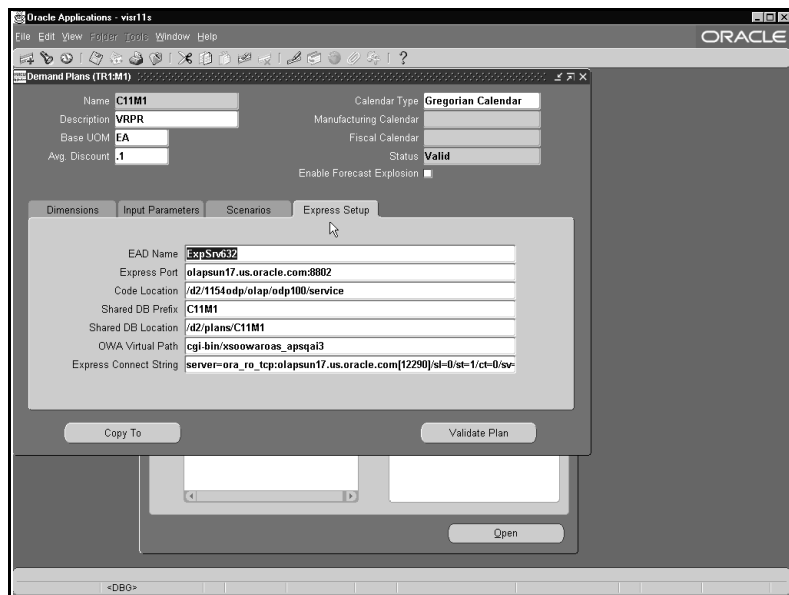 Oracle Applications - visr11s
File Edit View Folder Tools Window Help
ORACLE
Demand Plans (TR1:M1)
Name C11M1 Calendar Type Gregorian Calendar
Description VRPR Manufacturing Calendar
Base UOM EA Fiscal Calendar
Avg. Discount .1 Status Valid
Enable Forecast Explosion
Dimensions Input Parameters Scenarios Express Setup
EAD Name ExpSrv632
Express Port olapsun17.us.oracle.com:8802
Code Location /d2/1154odp/olap/odp100/service
Shared DB Prefix C11M1
Shared DB Location /d2/plans/C11M1
OWA Virtual Path cgi-bin/xsoowaroas_apsqai3
Express Connect String server=ora_ro_tcp:olapsun17.us.oracle.com[12290]/sl=0/st=1/ct=0/sv=
Copy To Validate Plan
Open
<DBG>